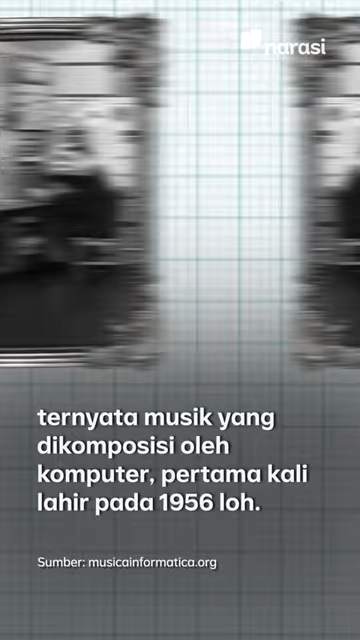 narasi
ternyata musik yang
dikomposisi oleh
komputer, pertama kali
lahir pada 1956 loh.
Sumber: musicainformatica.org